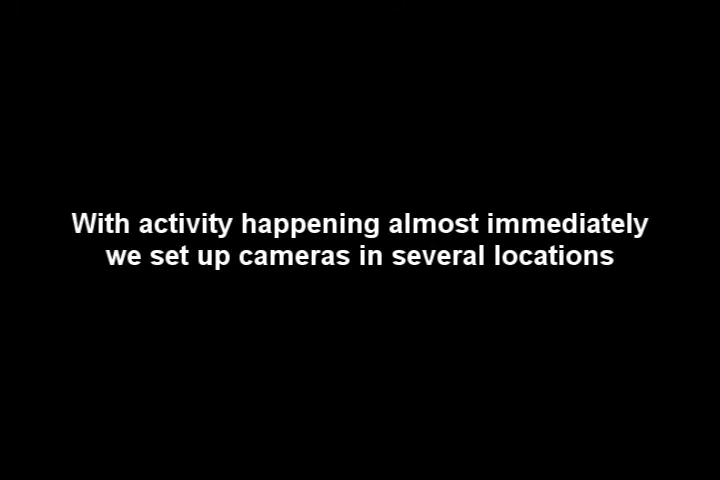 With activity happening almost immediately
we set up cameras in several locations